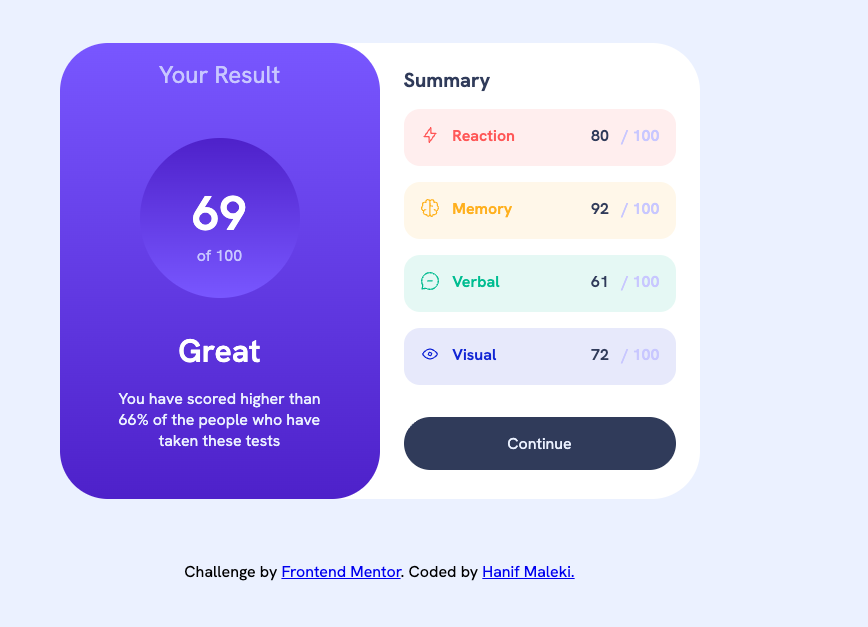 Your Result
69
of 100
Great
You have scored higher than
66% of the people who have
taken these tests
Summary
Reaction 80 / 100
Memory 92 / 100
Verbal 61 / 100
Visual 72 / 100
Continue
Challenge by Frontend Mentor. Coded by Hanif Maleki.